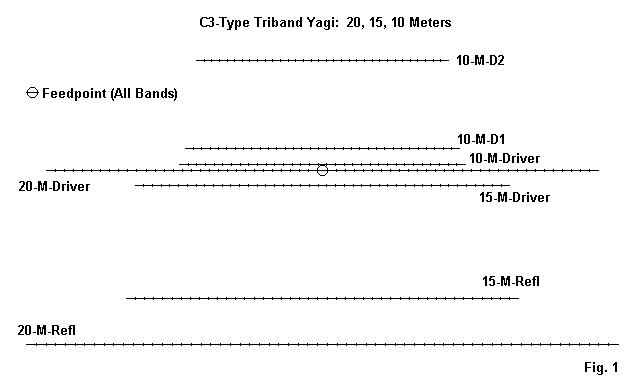 C3-Type Triband Yagi: 20, 15, 10 Meters
10-M-D2
Feedpoint (All Bands)
10-M-D1
10-M-Driver
20-M-Driver
15-M-Driver
15-M-Refl
20-M-Refl
Fig. 1